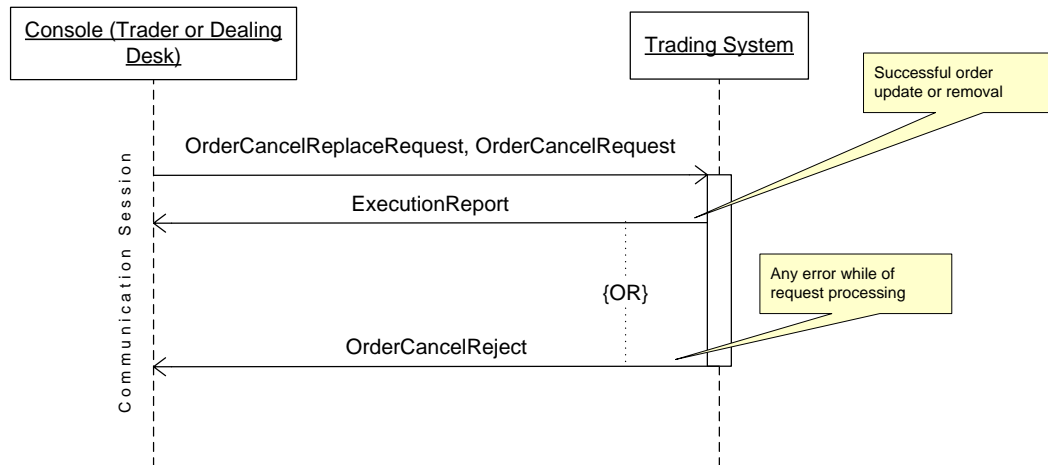 Console (Trader or Dealing
Desk)
Trading System
Successful order
update or removal
OrderCancelReplaceRequest, OrderCancelRequest
ExecutionReport
Any error while of
request processing
{OR}
OrderCancelReject
Communication Session